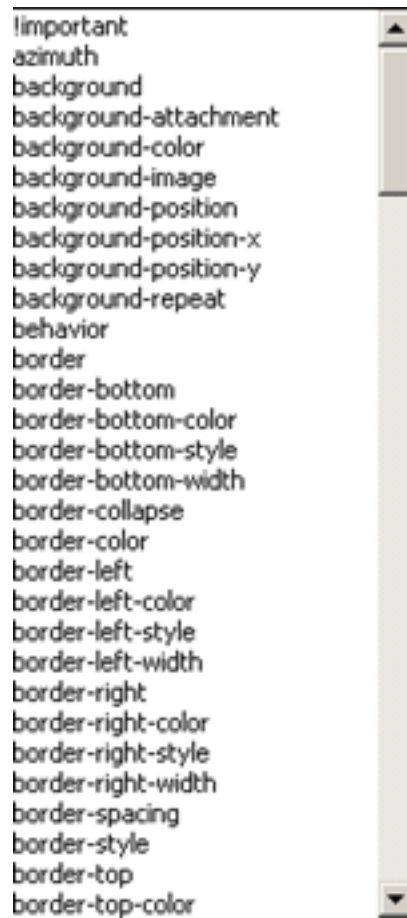 !important
azimuth
background
background-attachment
background-color
background-image
background-position
background-position-x
background-position-y
background-repeat
behavior
border
border-bottom
border-bottom-color
border-bottom-style
border-bottom-width
border-collapse
border-color
border-left
border-left-color
border-left-style
border-left-width
border-right
border-right-color
border-right-style
border-right-width
border-spacing
border-style
border-top
border-top-color